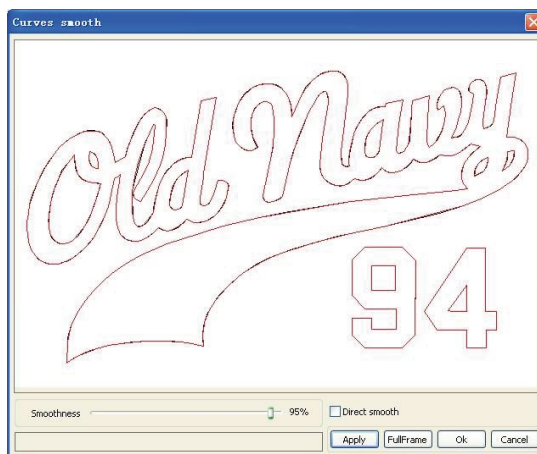 Curves smooth
Old Navy
94
Smoothness 95% Direct smooth
Apply FullFrame Ok Cancel